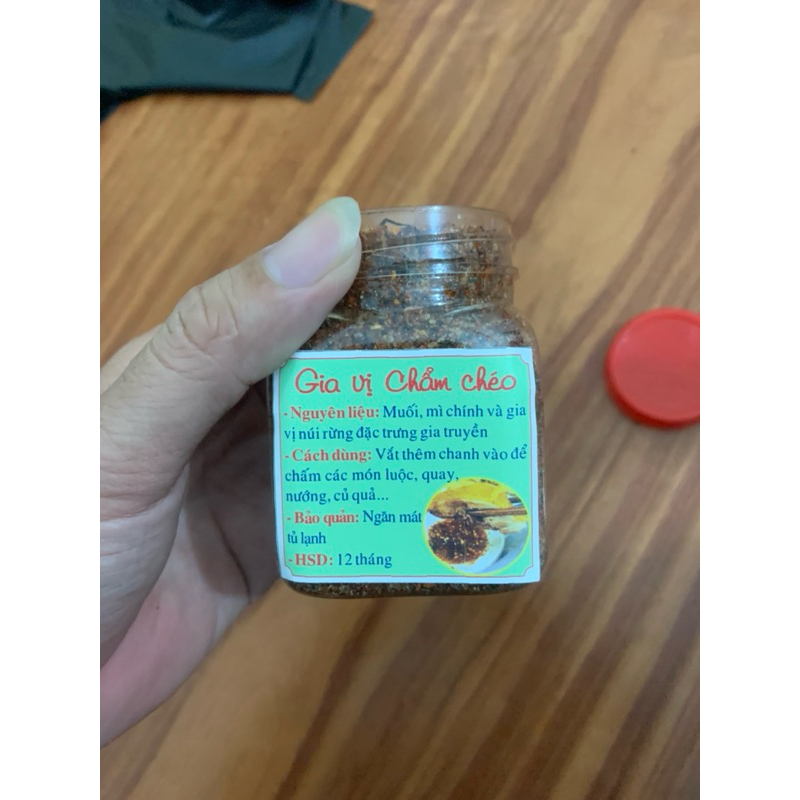 Gia vị Chẩm chéo
- Nguyên liệu: Muối, mì chính và gia
vị núi rừng đặc trưng gia truyền
- Cách dùng: Vắt thêm chanh vào để
chấm các món luộc, quay,
nướng, củ quả...
- Bảo quản: Ngăn mát
tủ lạnh
- HSD: 12 tháng